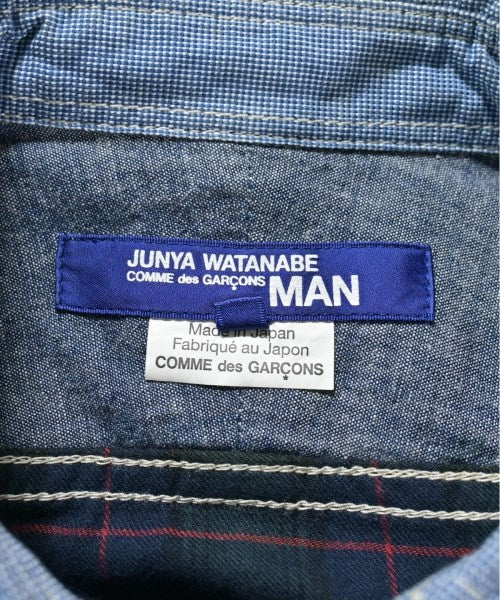 JUNYA WATANABE
COMME des GARÇONS MAN
Made in Japan
Fabriqué au Japon
COMME des GARÇONS